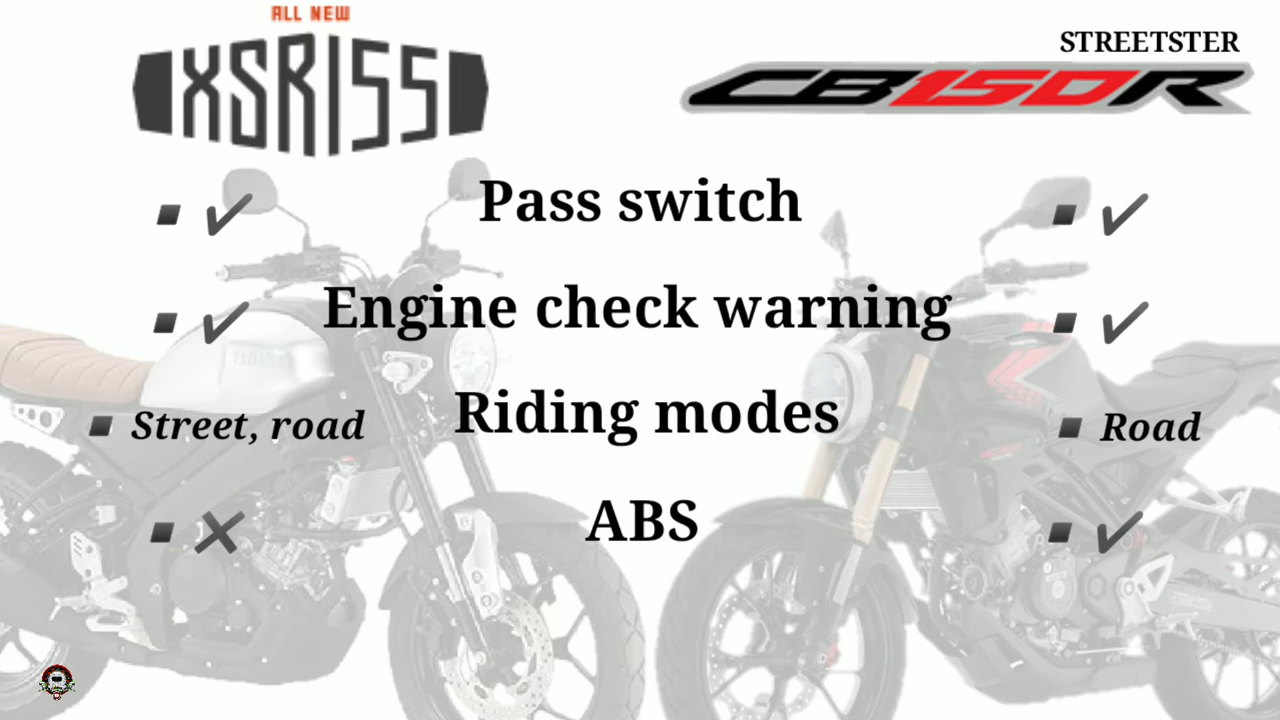 ALL NEW
XSR155
STREETSTER
CB150R
✔ Pass switch ✔
✔ Engine check warning ✔
Street, road Riding modes Road
✖ ABS ✔